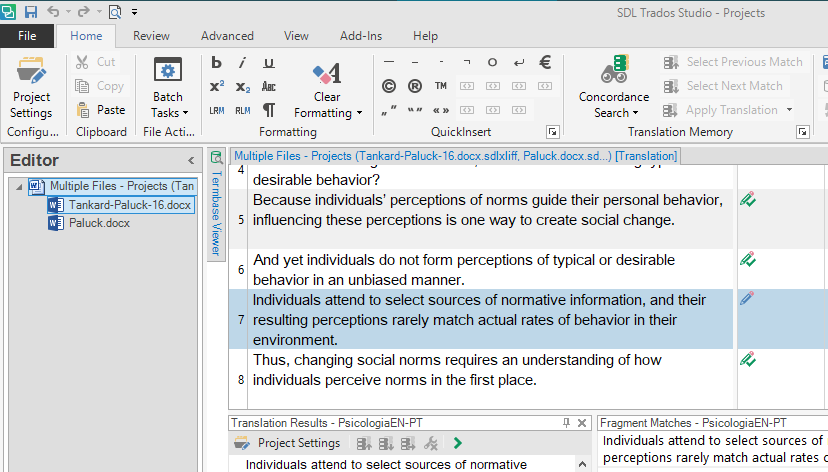 SDL Trados Studio - Projects
File Home Review Advanced View Add-Ins Help
Project Settings
Cut
Copy
Paste
Batch Tasks
Clear Formatting
Concordance Search
Select Previous Match
Select Next Match
Apply Translation
b i U
x² x₂ Abc
LRM RLM ¶
– — ¬ o ↵ €
© ® ™
„ ” “ ” « »
Configu... Clipboard File Acti... Formatting QuickInsert Translation Memory
Editor
Multiple Files - Projects (Tan
Tankard-Paluck-16.docx
Paluck.docx
Termbase Viewer
Multiple Files - Projects (Tankard-Paluck-16.docx.sdlxliff, Paluck.docx.sd...) [Translation]
4
desirable behavior?
5
Because individuals’ perceptions of norms guide their personal behavior,
influencing these perceptions is one way to create social change.
6
And yet individuals do not form perceptions of typical or desirable
behavior in an unbiased manner.
7
Individuals attend to select sources of normative information, and their
resulting perceptions rarely match actual rates of behavior in their
environment.
8
Thus, changing social norms requires an understanding of how
individuals perceive norms in the first place.
Translation Results - PsicologiaEN-PT
Project Settings
Individuals attend to select sources of normative
Fragment Matches - PsicologiaEN-PT
Individuals attend to select sources of
perceptions rarely match actual rates